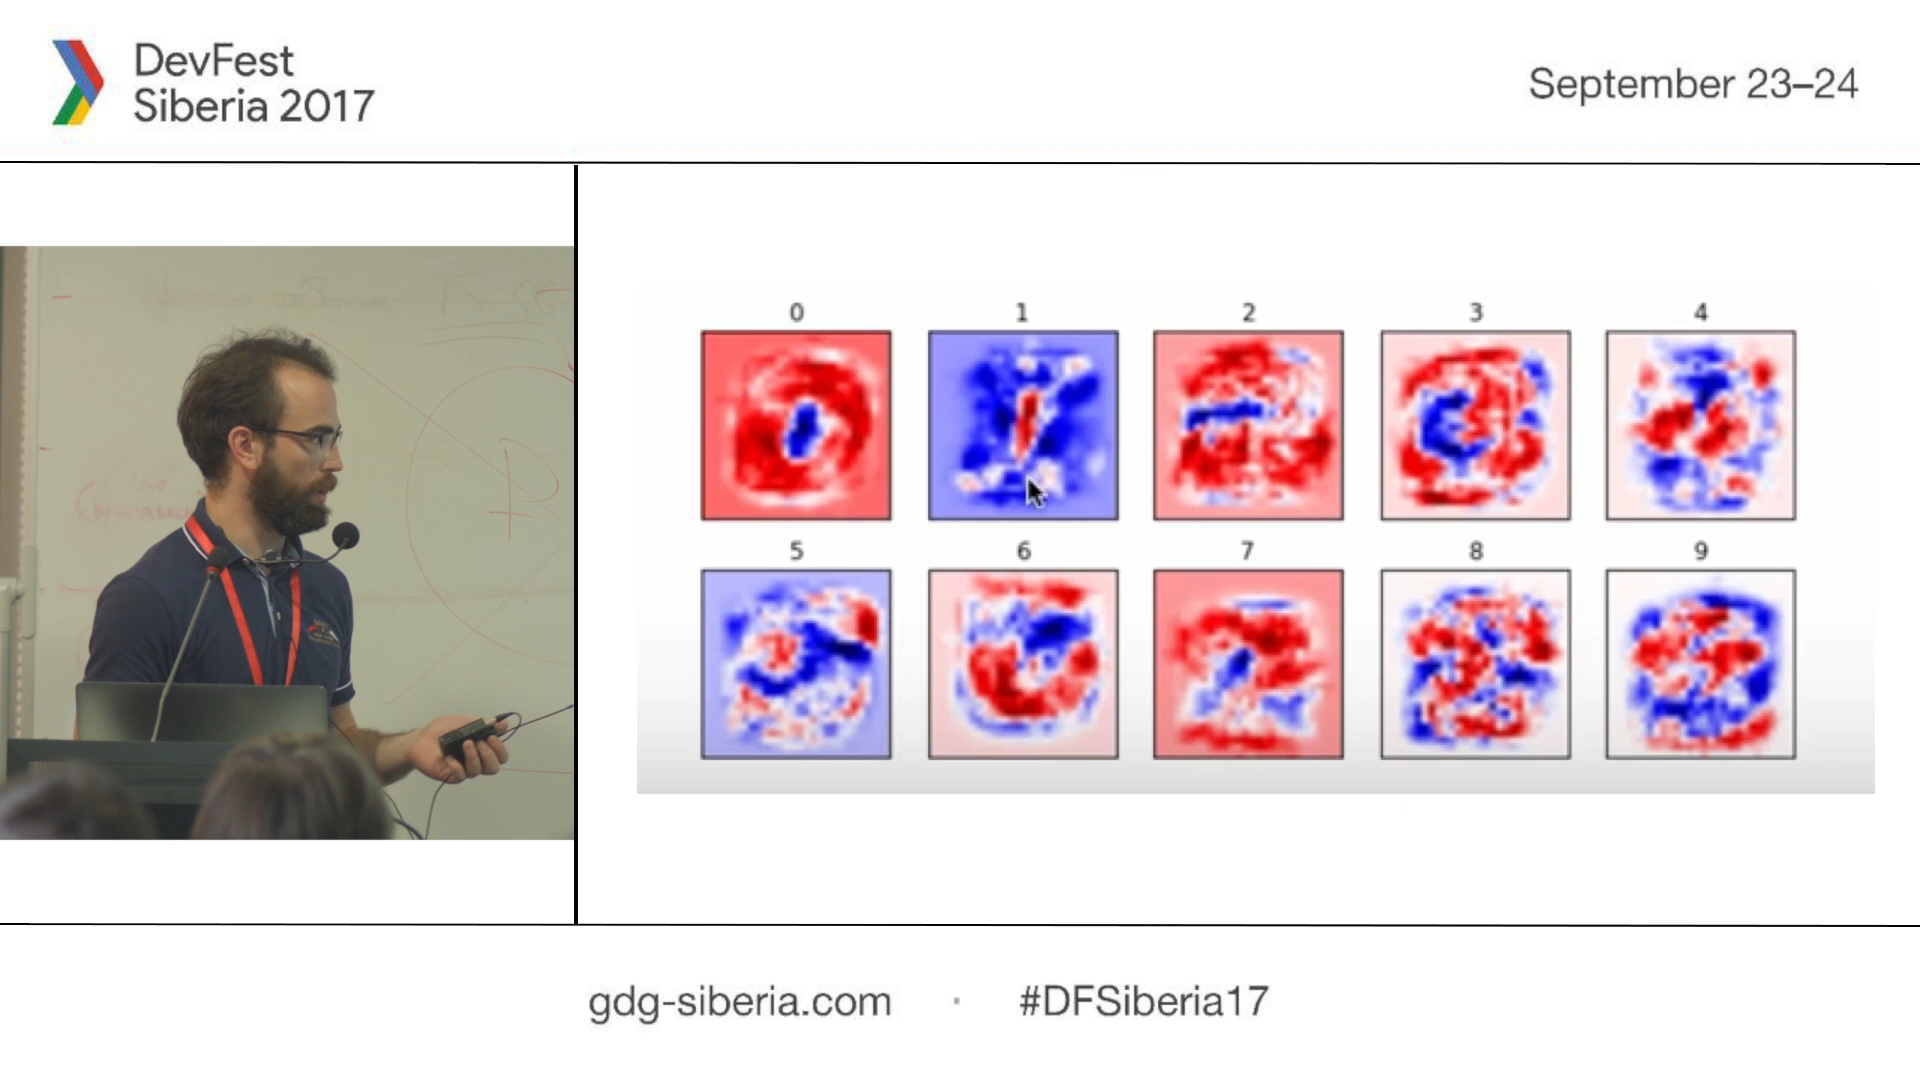 DevFest
Siberia 2017
September 23–24
0 1 2 3 4
5 6 7 8 9
gdg-siberia.com · #DFSiberia17